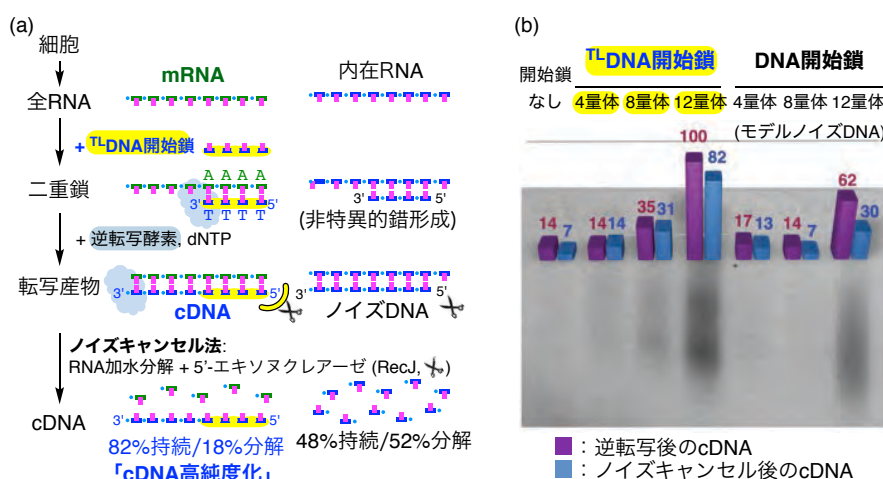 (a)
細胞
全RNA
mRNA
内在RNA
+ TLDNA開始鎖
二重鎖
A A A A
3' 5'
T T T T
3' 5'
(非特異的錯形成)
+ 逆転写酵素, dNTP
転写産物
3' 5'
cDNA
3' 5'
ノイズDNA
ノイズキャンセル法:
RNA加水分解 + 5'-エキソヌクレアーゼ (RecJ, )
cDNA
3' 5'
82%持続/18%分解
48%持続/52%分解
「cDNA高純度化」
(b)
TLDNA開始鎖
DNA開始鎖
開始鎖
なし
4量体 8量体 12量体
4量体 8量体 12量体
(モデルノイズDNA)
14 7
14 14
35 31
100 82
17 13
14 7
62 30
: 逆転写後のcDNA
: ノイズキャンセル後のcDNA